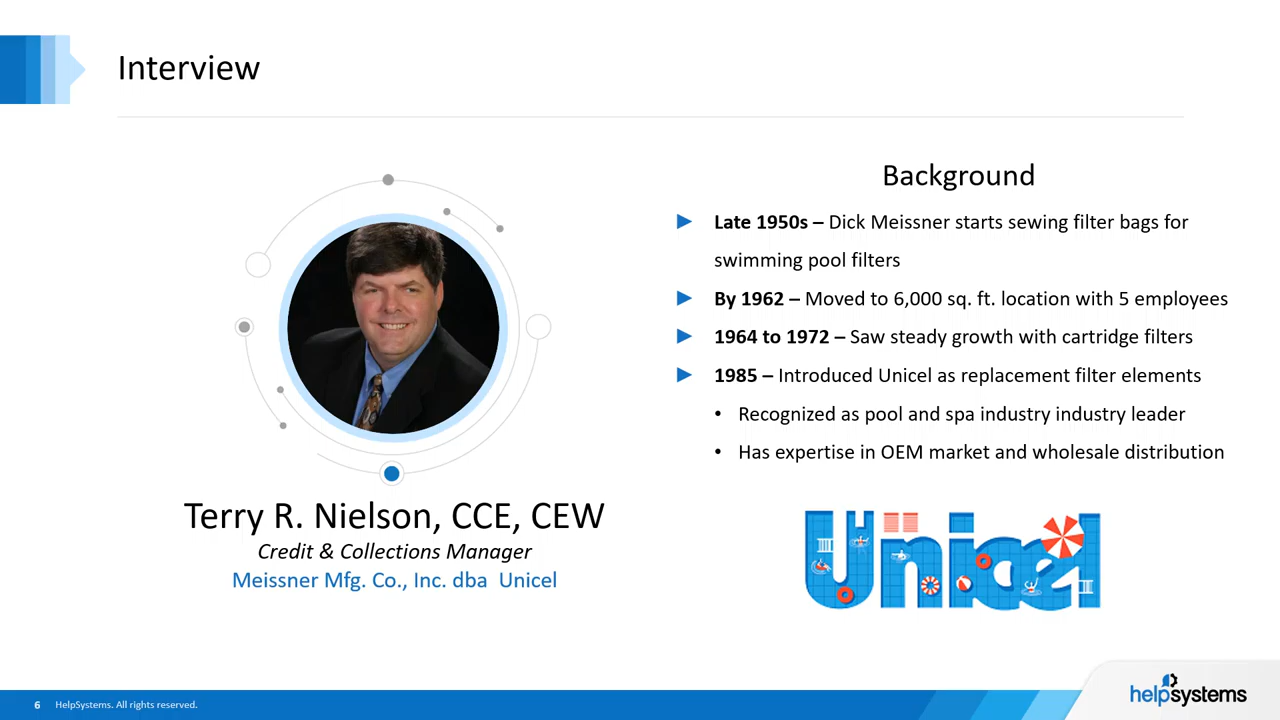 Interview
Background
Late 1950s – Dick Meissner starts sewing filter bags for
swimming pool filters
By 1962 – Moved to 6,000 sq. ft. location with 5 employees
1964 to 1972 – Saw steady growth with cartridge filters
1985 – Introduced Unicel as replacement filter elements
• Recognized as pool and spa industry industry leader
• Has expertise in OEM market and wholesale distribution
Unicel
Terry R. Nielson, CCE, CEW
Credit & Collections Manager
Meissner Mfg. Co., Inc. dba Unicel
6 HelpSystems. All rights reserved.
helpsystems